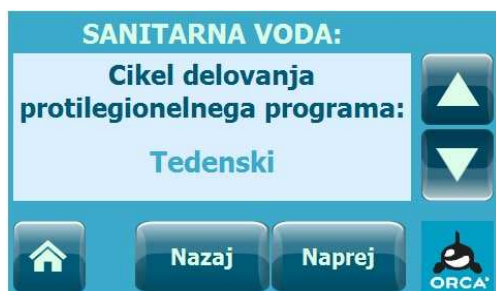 SANITARNA VODA:
Cikel delovanja
protilegionelnega programa:
Tedenski
Nazaj Naprej
ORCA